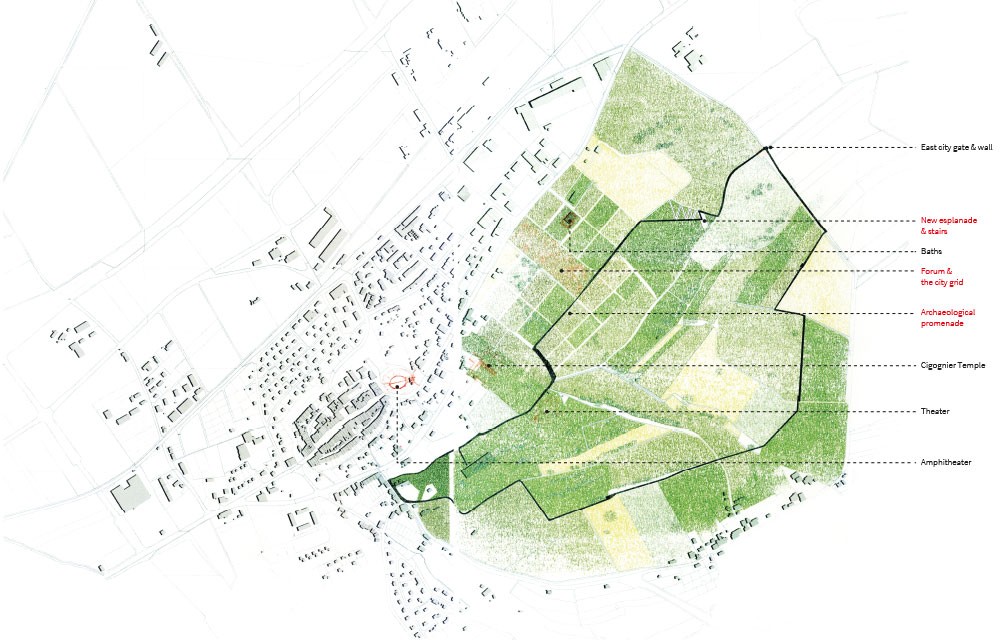 East city gate & wall
New esplanade
& stairs
Baths
Forum &
the city grid
Archaeological
promenade
Cigognier Temple
Theater
Amphitheater